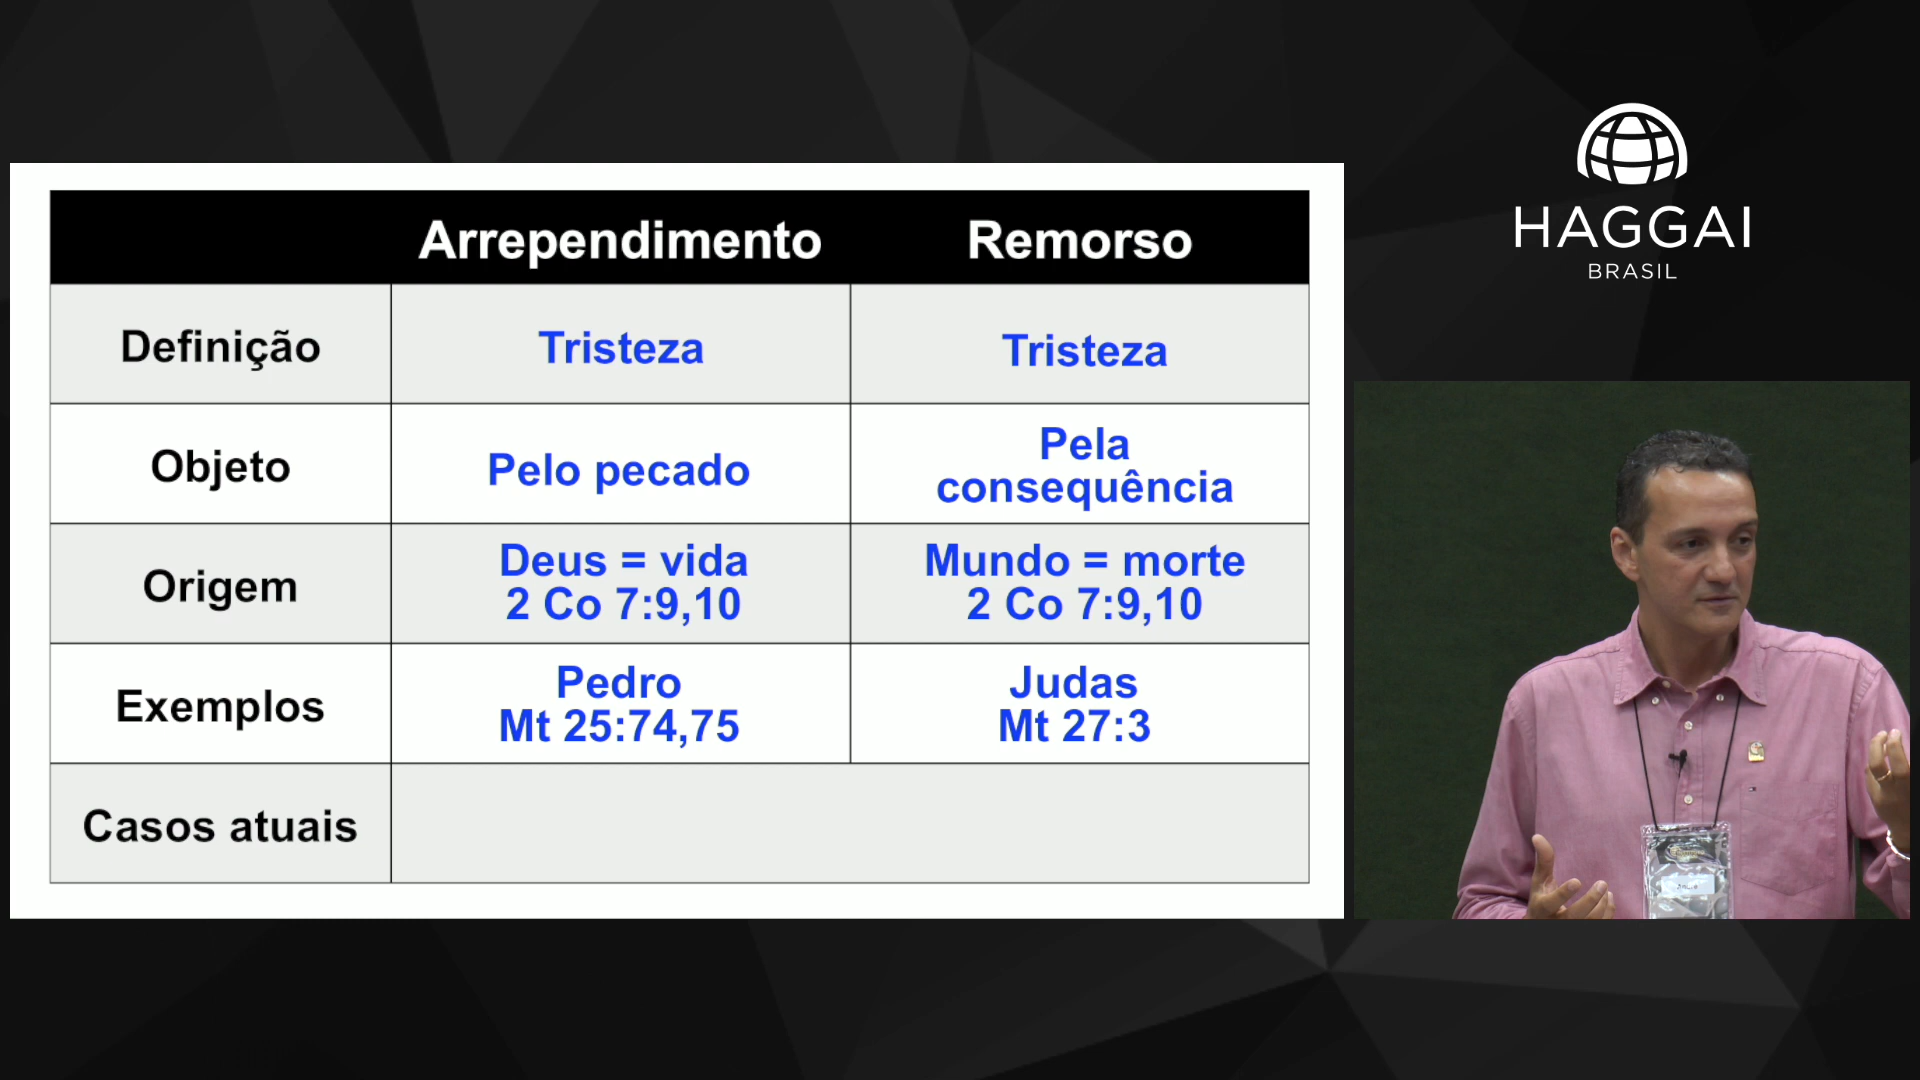 Arrependimento Remorso
Definição Tristeza Tristeza
Objeto Pelo pecado Pela
consequência
Origem Deus = vida Mundo = morte
2 Co 7:9,10 2 Co 7:9,10
Exemplos Pedro Judas
Mt 25:74,75 Mt 27:3
Casos atuais
HAGGAI
BRASIL